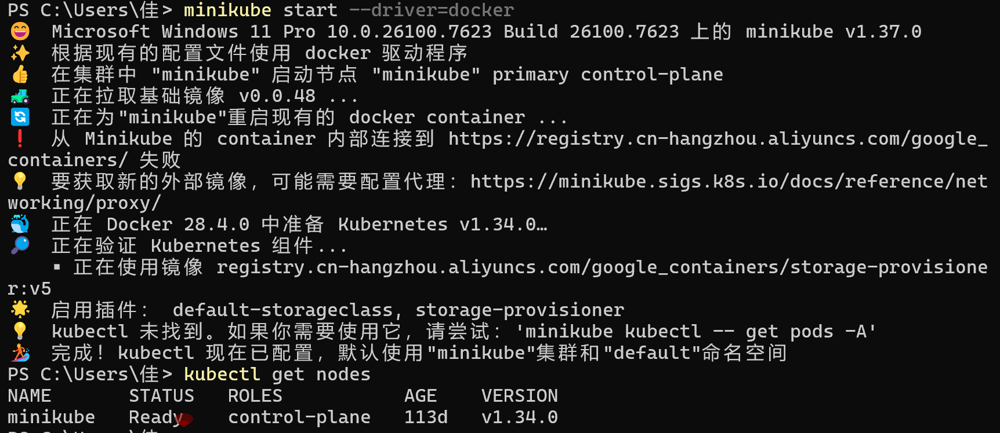 PS C:\Users\佳> minikube start --driver=docker
😄 Microsoft Windows 11 Pro 10.0.26100.7623 Build 26100.7623 上的 minikube v1.37.0
✨ 根据现有的配置文件使用 docker 驱动程序
👍 在集群中 "minikube" 启动节点 "minikube" primary control-plane
🚜 正在拉取基础镜像 v0.0.48 ...
🔄 正在为"minikube"重启现有的 docker container ...
❗ 从 Minikube 的 container 内部连接到 https://registry.cn-hangzhou.aliyuncs.com/google_
containers/ 失败
💡 要获取新的外部镜像，可能需要配置代理：https://minikube.sigs.k8s.io/docs/reference/net
working/proxy/
🐳 正在 Docker 28.4.0 中准备 Kubernetes v1.34.0…
🔎 正在验证 Kubernetes 组件...
▪ 正在使用镜像 registry.cn-hangzhou.aliyuncs.com/google_containers/storage-provisione
r:v5
🌟 启用插件： default-storageclass, storage-provisioner
💡 kubectl 未找到。如果你需要使用它，请尝试：'minikube kubectl -- get pods -A'
🏄 完成！kubectl 现在已配置，默认使用"minikube"集群和"default"命名空间
PS C:\Users\佳> kubectl get nodes
NAME STATUS ROLES AGE VERSION
minikube Ready control-plane 113d v1.34.0